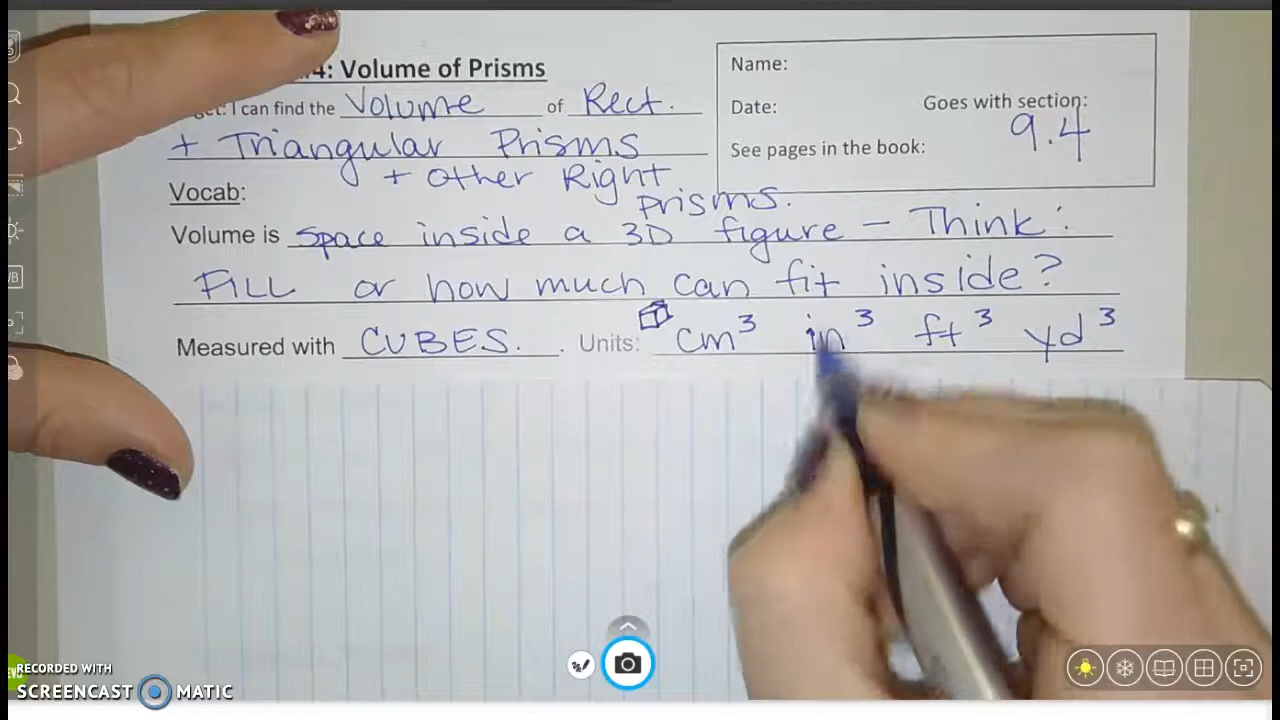 4: Volume of Prisms
get: I can find the Volume of Rect.
+ Triangular Prisms
+ other Right
Prisms.
Name:
Date:
Goes with section:
9.4
See pages in the book:
Vocab:
Volume is space inside a 3D figure – Think:
FILL or how much can fit inside?
Measured with CUBES. . Units: cm³ in³ ft³ yd³
RECORDED WITH
SCREENCAST MATIC